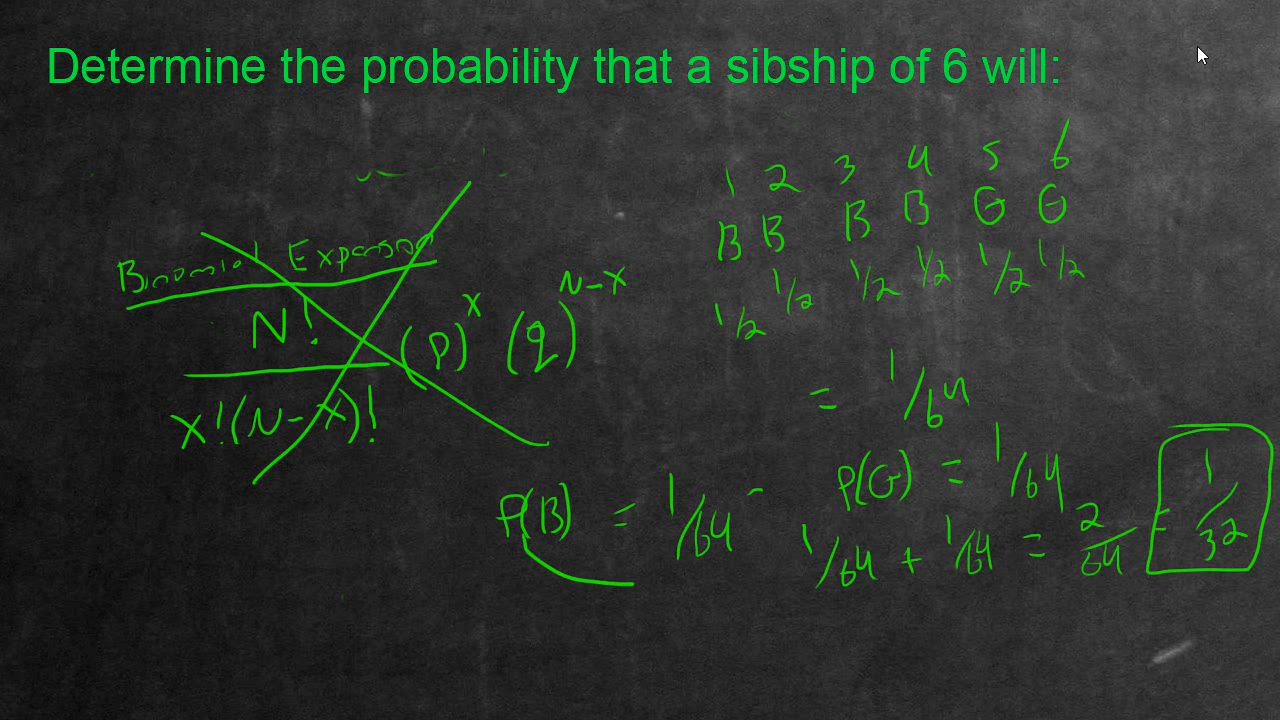 Determine the probability that a sibship of 6 will:
1 2 3 4 5 6
B B B B G G
1/2 1/2 1/2 1/2 1/2 1/2
= 1/64
Binomial Expansion
N!
x!(N-x)!
(P)^x (q)^N-x
P(B) = 1/64
P(G) = 1/64
1/64 + 1/64 = 2/64 = 1/32